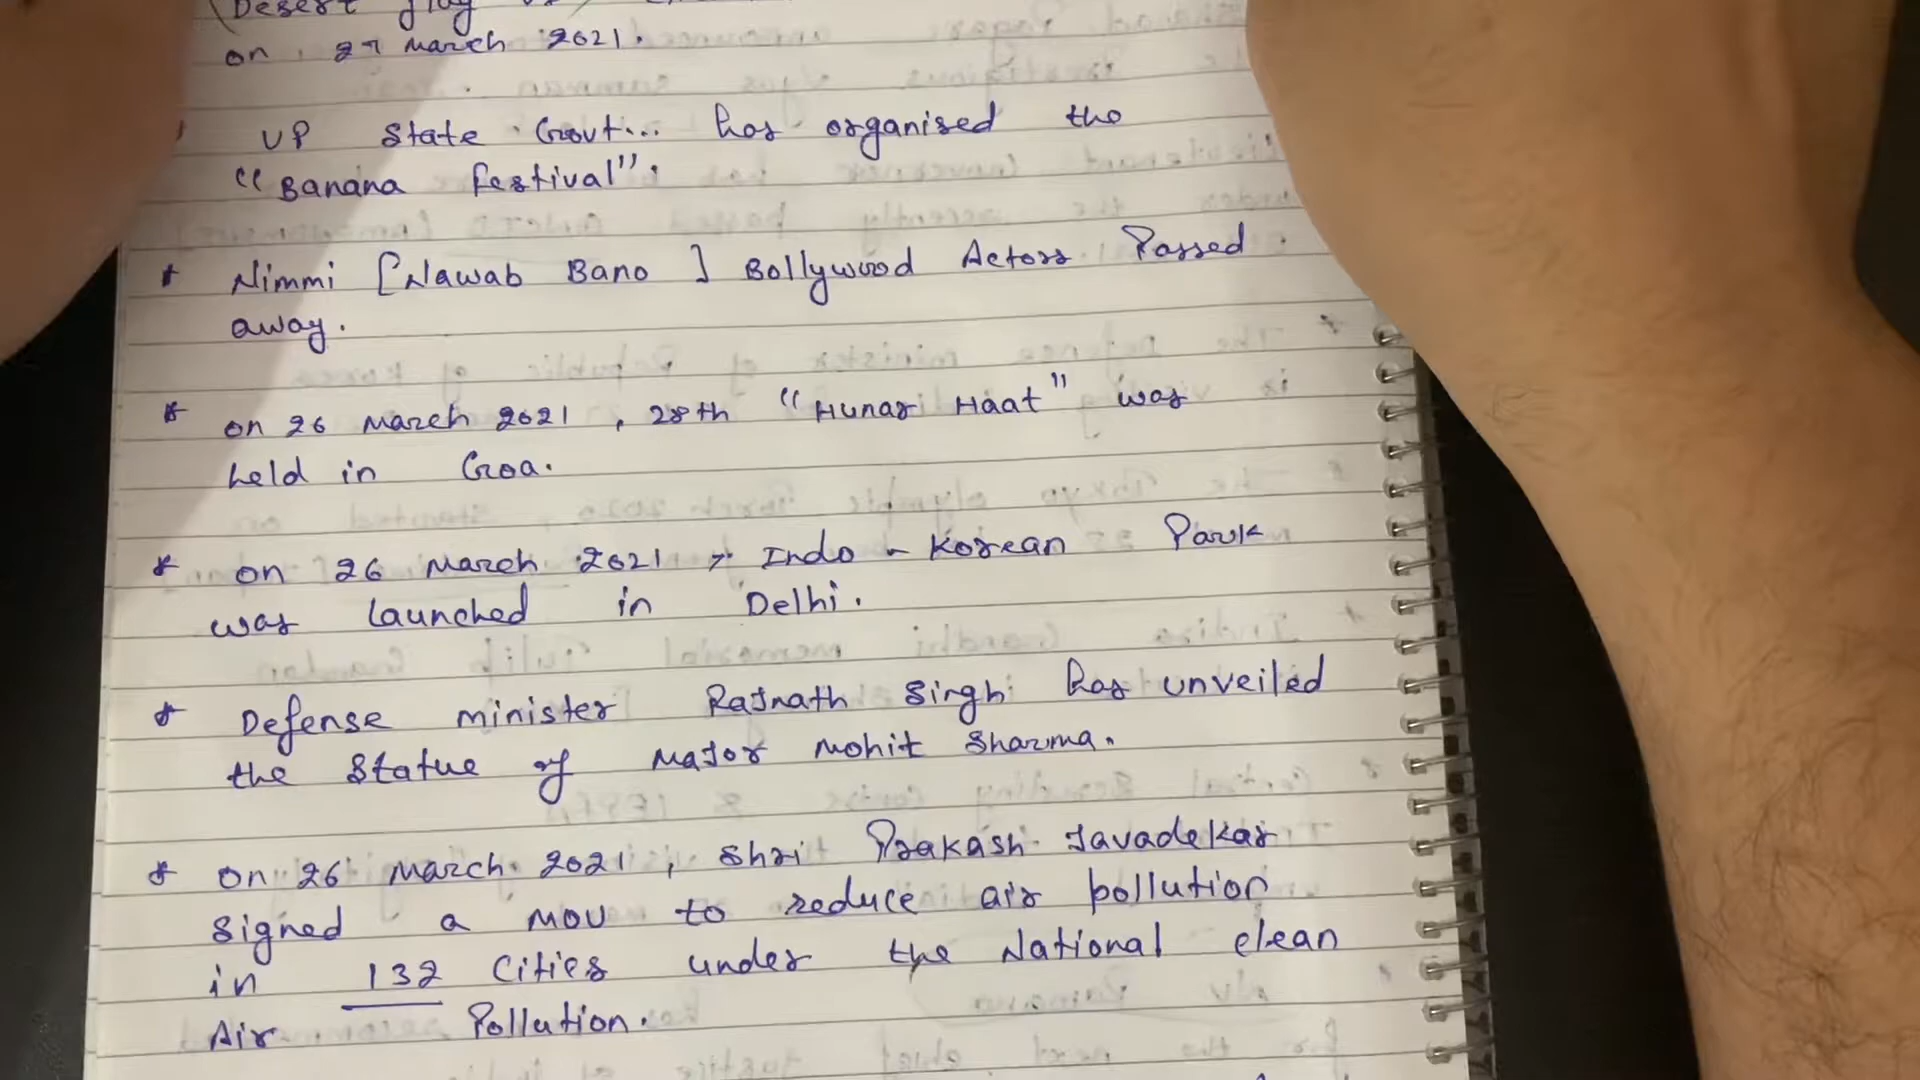 (Desert flag
on 27 March 2021.
UP State Govt... has organised the
"Banana festival".
* Nimmi [Nawab Bano ] Bollywood Actors Passed
away.
* on 26 March 2021, 28th "Hunar Haat" was
held in Goa.
* on 26 March 2021, Indo - Korean Park
was launched in Delhi.
* Defense minister Rajnath Singh has unveiled
the Statue of Major Mohit Sharma.
* on 26 March 2021, Shri Prakash Javadekar
signed a MOU to reduce air pollution
in 132 Cities under the National clean
Air Pollution.